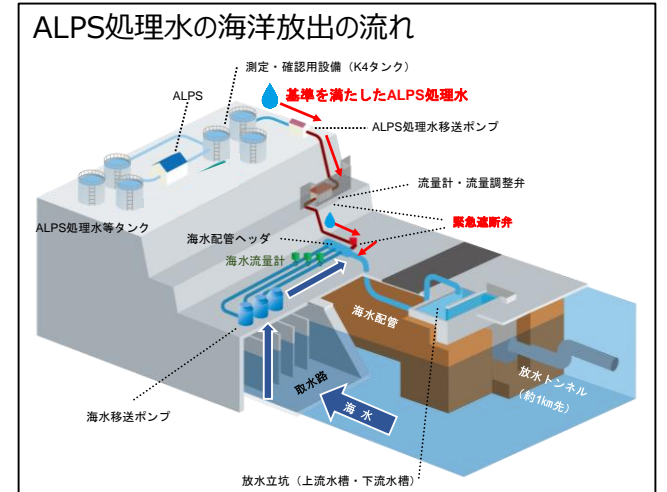 ALPS処理水の海洋放出の流れ
測定・確認用設備（K4タンク）
ALPS
基準を満たしたALPS処理水
ALPS処理水移送ポンプ
流量計・流量調整弁
ALPS処理水等タンク
緊急遮断弁
海水配管ヘッダ
海水流量計
海水配管
取水路
放水トンネル
（約1km先）
海水
海水移送ポンプ
放水立坑（上流水槽・下流水槽）